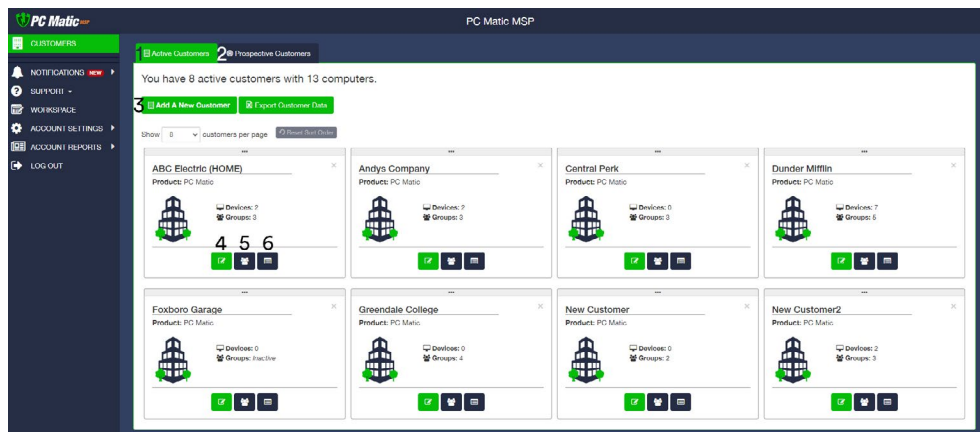 PC Matic MSP
PC Matic MSP
CUSTOMERS
NOTIFICATIONS NEW
SUPPORT
WORKSPACE
ACCOUNT SETTINGS
ACCOUNT REPORTS
LOG OUT
1 Active Customers 2 Prospective Customers
You have 8 active customers with 13 computers.
3 Add A New Customer Export Customer Data
Show 8 customers per page Reset Sort Order
ABC Electric (HOME)
Product: PC Matic
Devices: 2
Groups: 3
4 5 6
Andys Company
Product: PC Matic
Devices: 2
Groups: 3
Central Perk
Product: PC Matic
Devices: 0
Groups: 3
Dunder Mifflin
Product: PC Matic
Devices: 7
Groups: 5
Foxboro Garage
Product: PC Matic
Devices: 0
Groups: Inactive
Greendale College
Product: PC Matic
Devices: 0
Groups: 4
New Customer
Product: PC Matic
Devices: 0
Groups: 2
New Customer2
Product: PC Matic
Devices: 2
Groups: 3